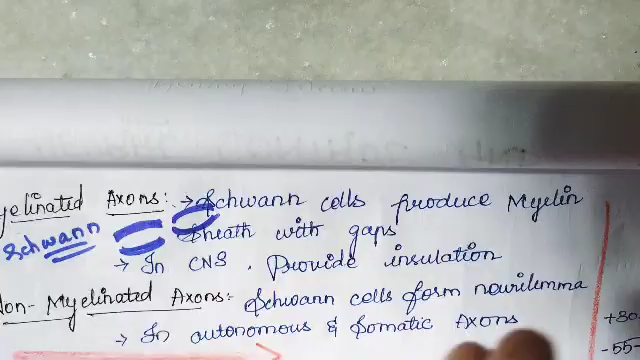 yelinated Axons: → Schwann cells produce Myelin
Schwann
Sheath with gaps
→ In CNS. Provide insulation
Non-Myelinated Axons:- Schwann cells form neurilemma
→ In autonomous & Somatic Axons
+30
-55-